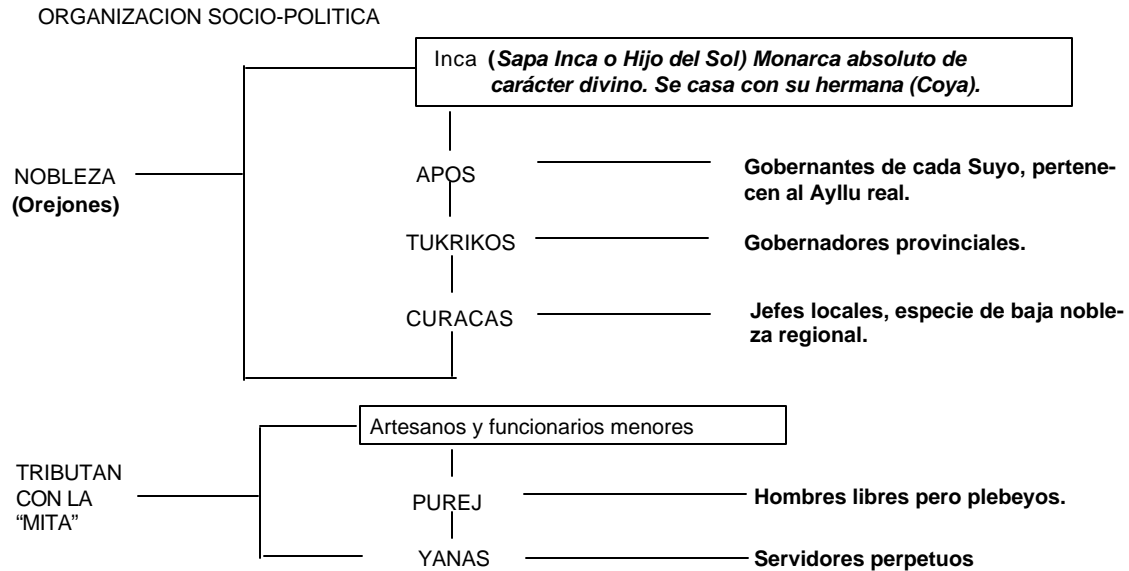 ORGANIZACION SOCIO-POLITICA
Inca (Sapa Inca o Hijo del Sol) Monarca absoluto de
carácter divino. Se casa con su hermana (Coya).
NOBLEZA
(Orejones)
APOS
Gobernantes de cada Suyo, pertene-
cen al Ayllu real.
TUKRIKOS
Gobernadores provinciales.
CURACAS
Jefes locales, especie de baja noble-
za regional.
Artesanos y funcionarios menores
TRIBUTAN
CON LA
“MITA”
PUREJ
Hombres libres pero plebeyos.
YANAS
Servidores perpetuos